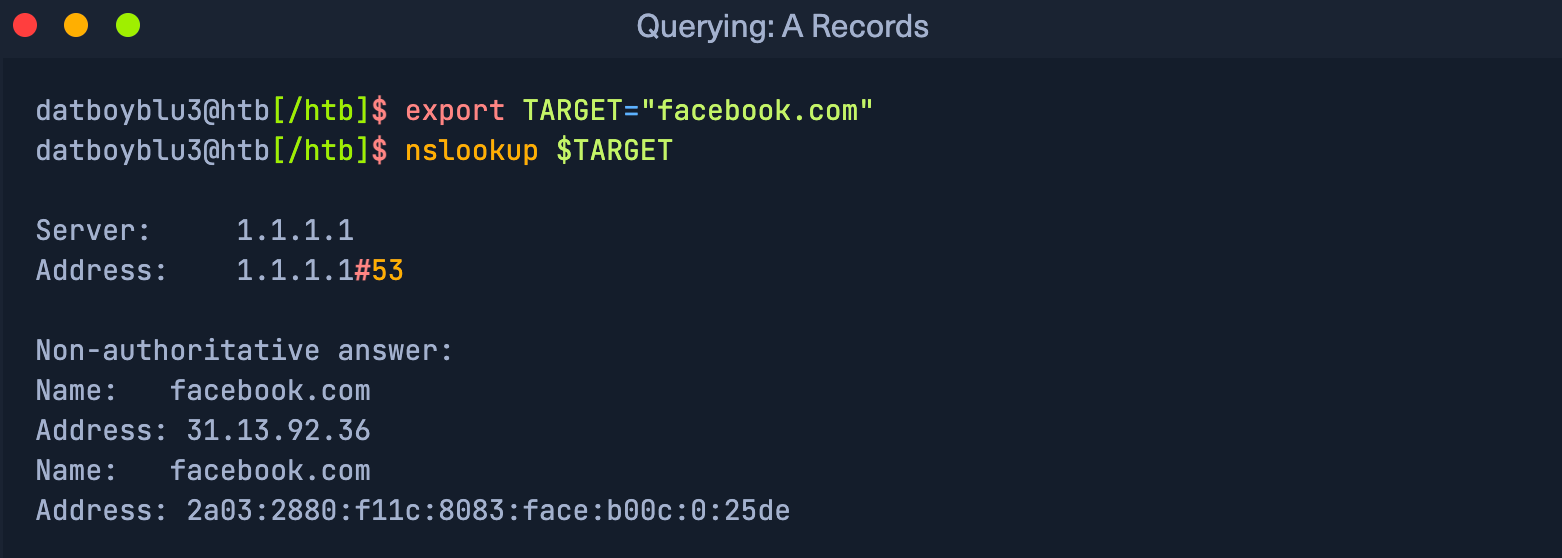 Querying: A Records
datboyblu3@htb[/htb]$ export TARGET="facebook.com"
datboyblu3@htb[/htb]$ nslookup $TARGET
Server:     1.1.1.1
Address:    1.1.1.1#53
Non-authoritative answer:
Name:   facebook.com
Address: 31.13.92.36
Name:   facebook.com
Address: 2a03:2880:f11c:8083:face:b00c:0:25de